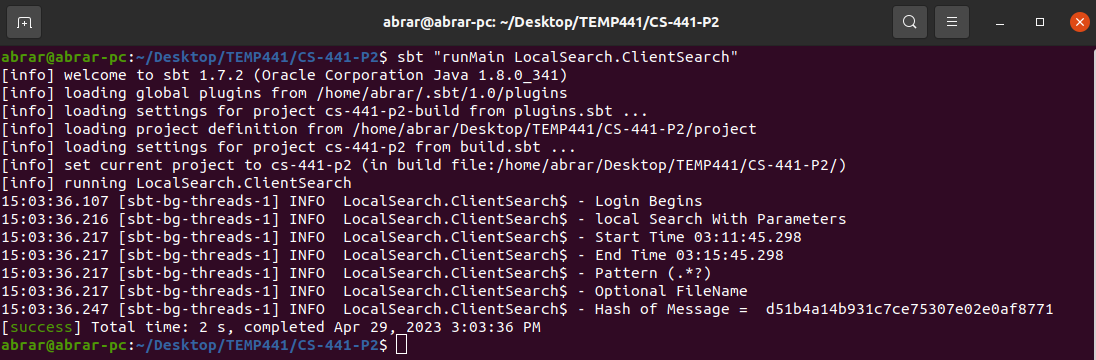 abrar@abrar-pc: ~/Desktop/TEMP441/CS-441-P2
abrar@abrar-pc:~/Desktop/TEMP441/CS-441-P2$ sbt "runMain LocalSearch.ClientSearch"
[info] welcome to sbt 1.7.2 (Oracle Corporation Java 1.8.0_341)
[info] loading global plugins from /home/abrar/.sbt/1.0/plugins
[info] loading settings for project cs-441-p2-build from plugins.sbt ...
[info] loading project definition from /home/abrar/Desktop/TEMP441/CS-441-P2/project
[info] loading settings for project cs-441-p2 from build.sbt ...
[info] set current project to cs-441-p2 (in build file:/home/abrar/Desktop/TEMP441/CS-441-P2/)
[info] running LocalSearch.ClientSearch
15:03:36.107 [sbt-bg-threads-1] INFO  LocalSearch.ClientSearch$ - Login Begins
15:03:36.216 [sbt-bg-threads-1] INFO  LocalSearch.ClientSearch$ - local Search With Parameters
15:03:36.217 [sbt-bg-threads-1] INFO  LocalSearch.ClientSearch$ - Start Time 03:11:45.298
15:03:36.217 [sbt-bg-threads-1] INFO  LocalSearch.ClientSearch$ - End Time 03:15:45.298
15:03:36.217 [sbt-bg-threads-1] INFO  LocalSearch.ClientSearch$ - Pattern (.*?)
15:03:36.217 [sbt-bg-threads-1] INFO  LocalSearch.ClientSearch$ - Optional FileName
15:03:36.247 [sbt-bg-threads-1] INFO  LocalSearch.ClientSearch$ - Hash of Message =  d51b4a14b931c7ce75307e02e0af8771
[success] Total time: 2 s, completed Apr 29, 2023 3:03:36 PM
abrar@abrar-pc:~/Desktop/TEMP441/CS-441-P2$